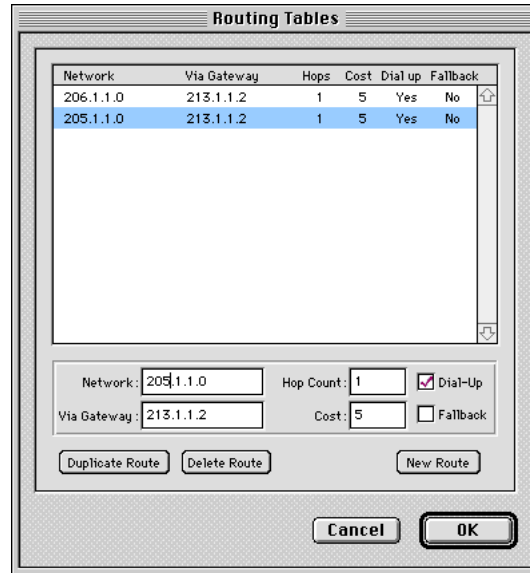 Routing Tables
Network Via Gateway Hops Cost Dial up Fallback
206.1.1.0 213.1.1.2 1 5 Yes No
205.1.1.0 213.1.1.2 1 5 Yes No
Network: 205.1.1.0 Hop Count: 1 Dial-Up
Via Gateway: 213.1.1.2 Cost: 5 Fallback
Duplicate Route Delete Route New Route
Cancel OK